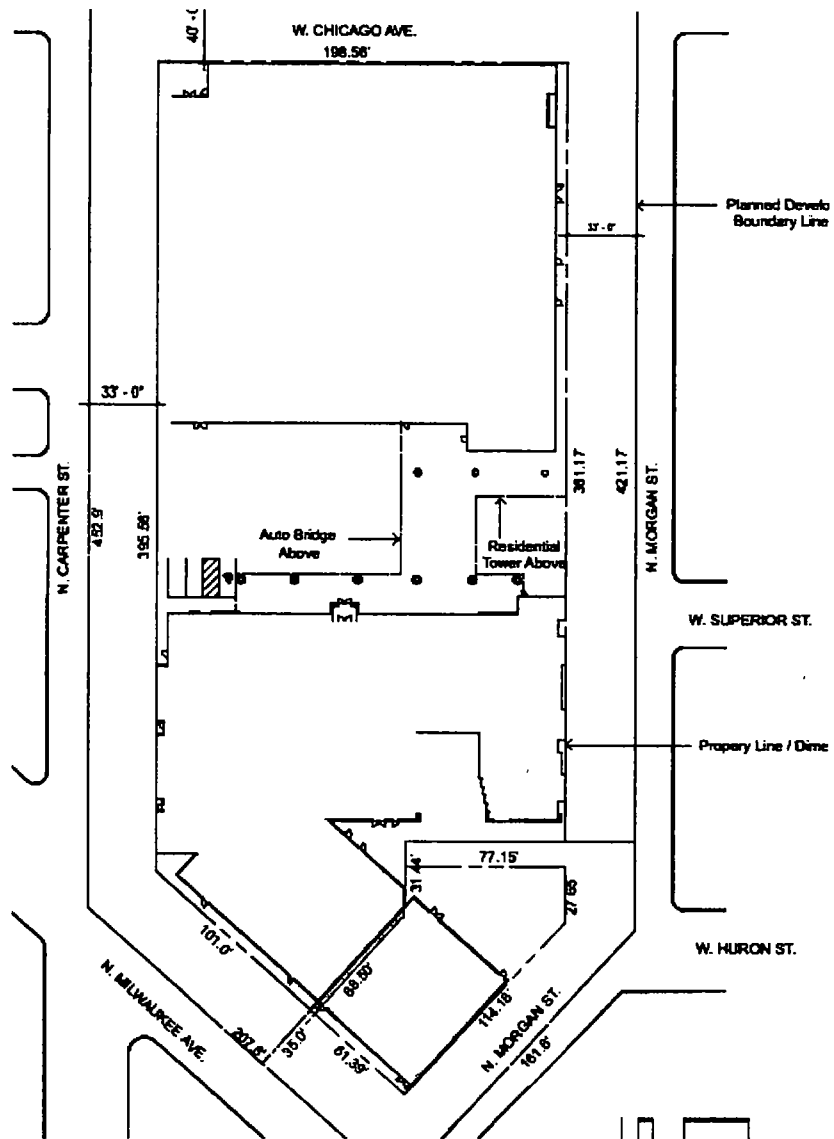 W. CHICAGO AVE.
198.56'
40' - (
Planned Develo
Boundary Line
33' - 0"
33' - 0"
N. CARPENTER ST.
452.9'
395.56'
361.17'
421.17'
N. MORGAN ST.
Auto Bridge
Above
Residential
Tower Above
W. SUPERIOR ST.
Propery Line / Dime
77.15'
31.44'
27.65
101.0'
68.50'
114.18'
W. HURON ST.
N. MILWAUKEE AVE.
207.6'
35.0'
61.39'
N. MORGAN ST.
161.6'